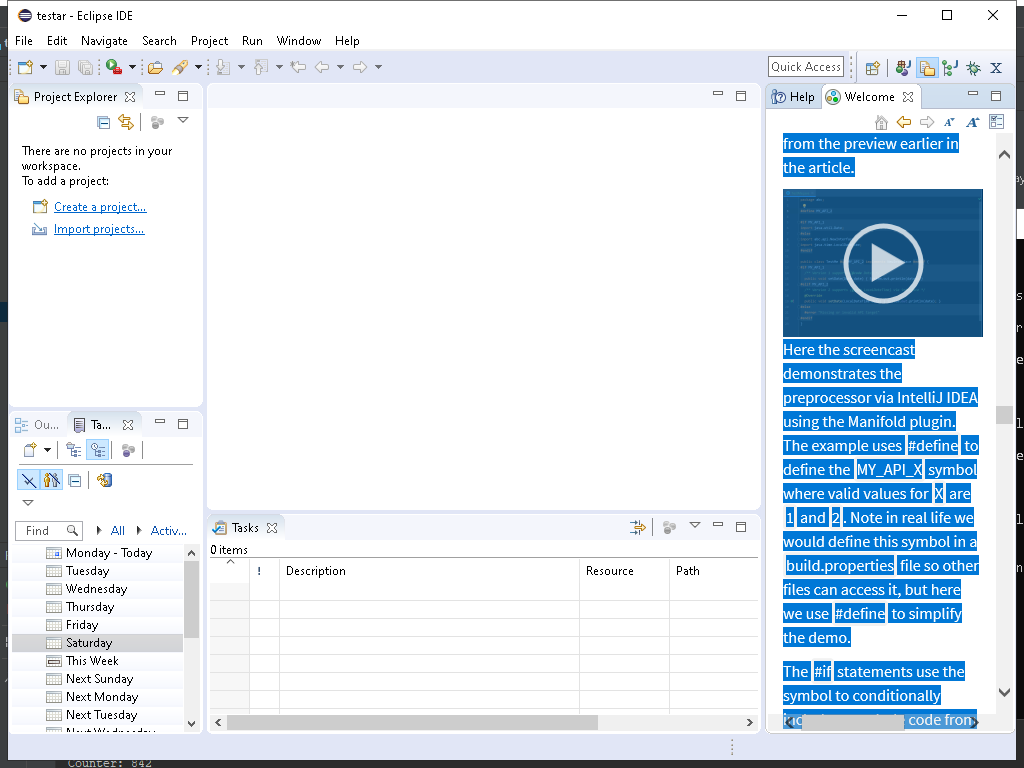 testar - Eclipse IDE
File Edit Navigate Search Project Run Window Help
Quick Access
Project Explorer
There are no projects in your
workspace.
To add a project:
Create a project...
Import projects...
Ou...
Ta...
Find
All
Activ...
Monday - Today
Tuesday
Wednesday
Thursday
Friday
Saturday
This Week
Next Sunday
Next Monday
Next Tuesday
Next Wednesday
Tasks
0 items
! Description Resource Path
Help
Welcome
from the preview earlier in
the article.
Here the screencast
demonstrates the
preprocessor via IntelliJ IDEA
using the Manifold plugin.
The example uses #define to
define the MY_API_X symbol
where valid values for X are
1 and 2. Note in real life we
would define this symbol in a
build.properties file so other
files can access it, but here
we use #define to simplify
the demo.
The #if statements use the
symbol to conditionally
code from
Counter: 842